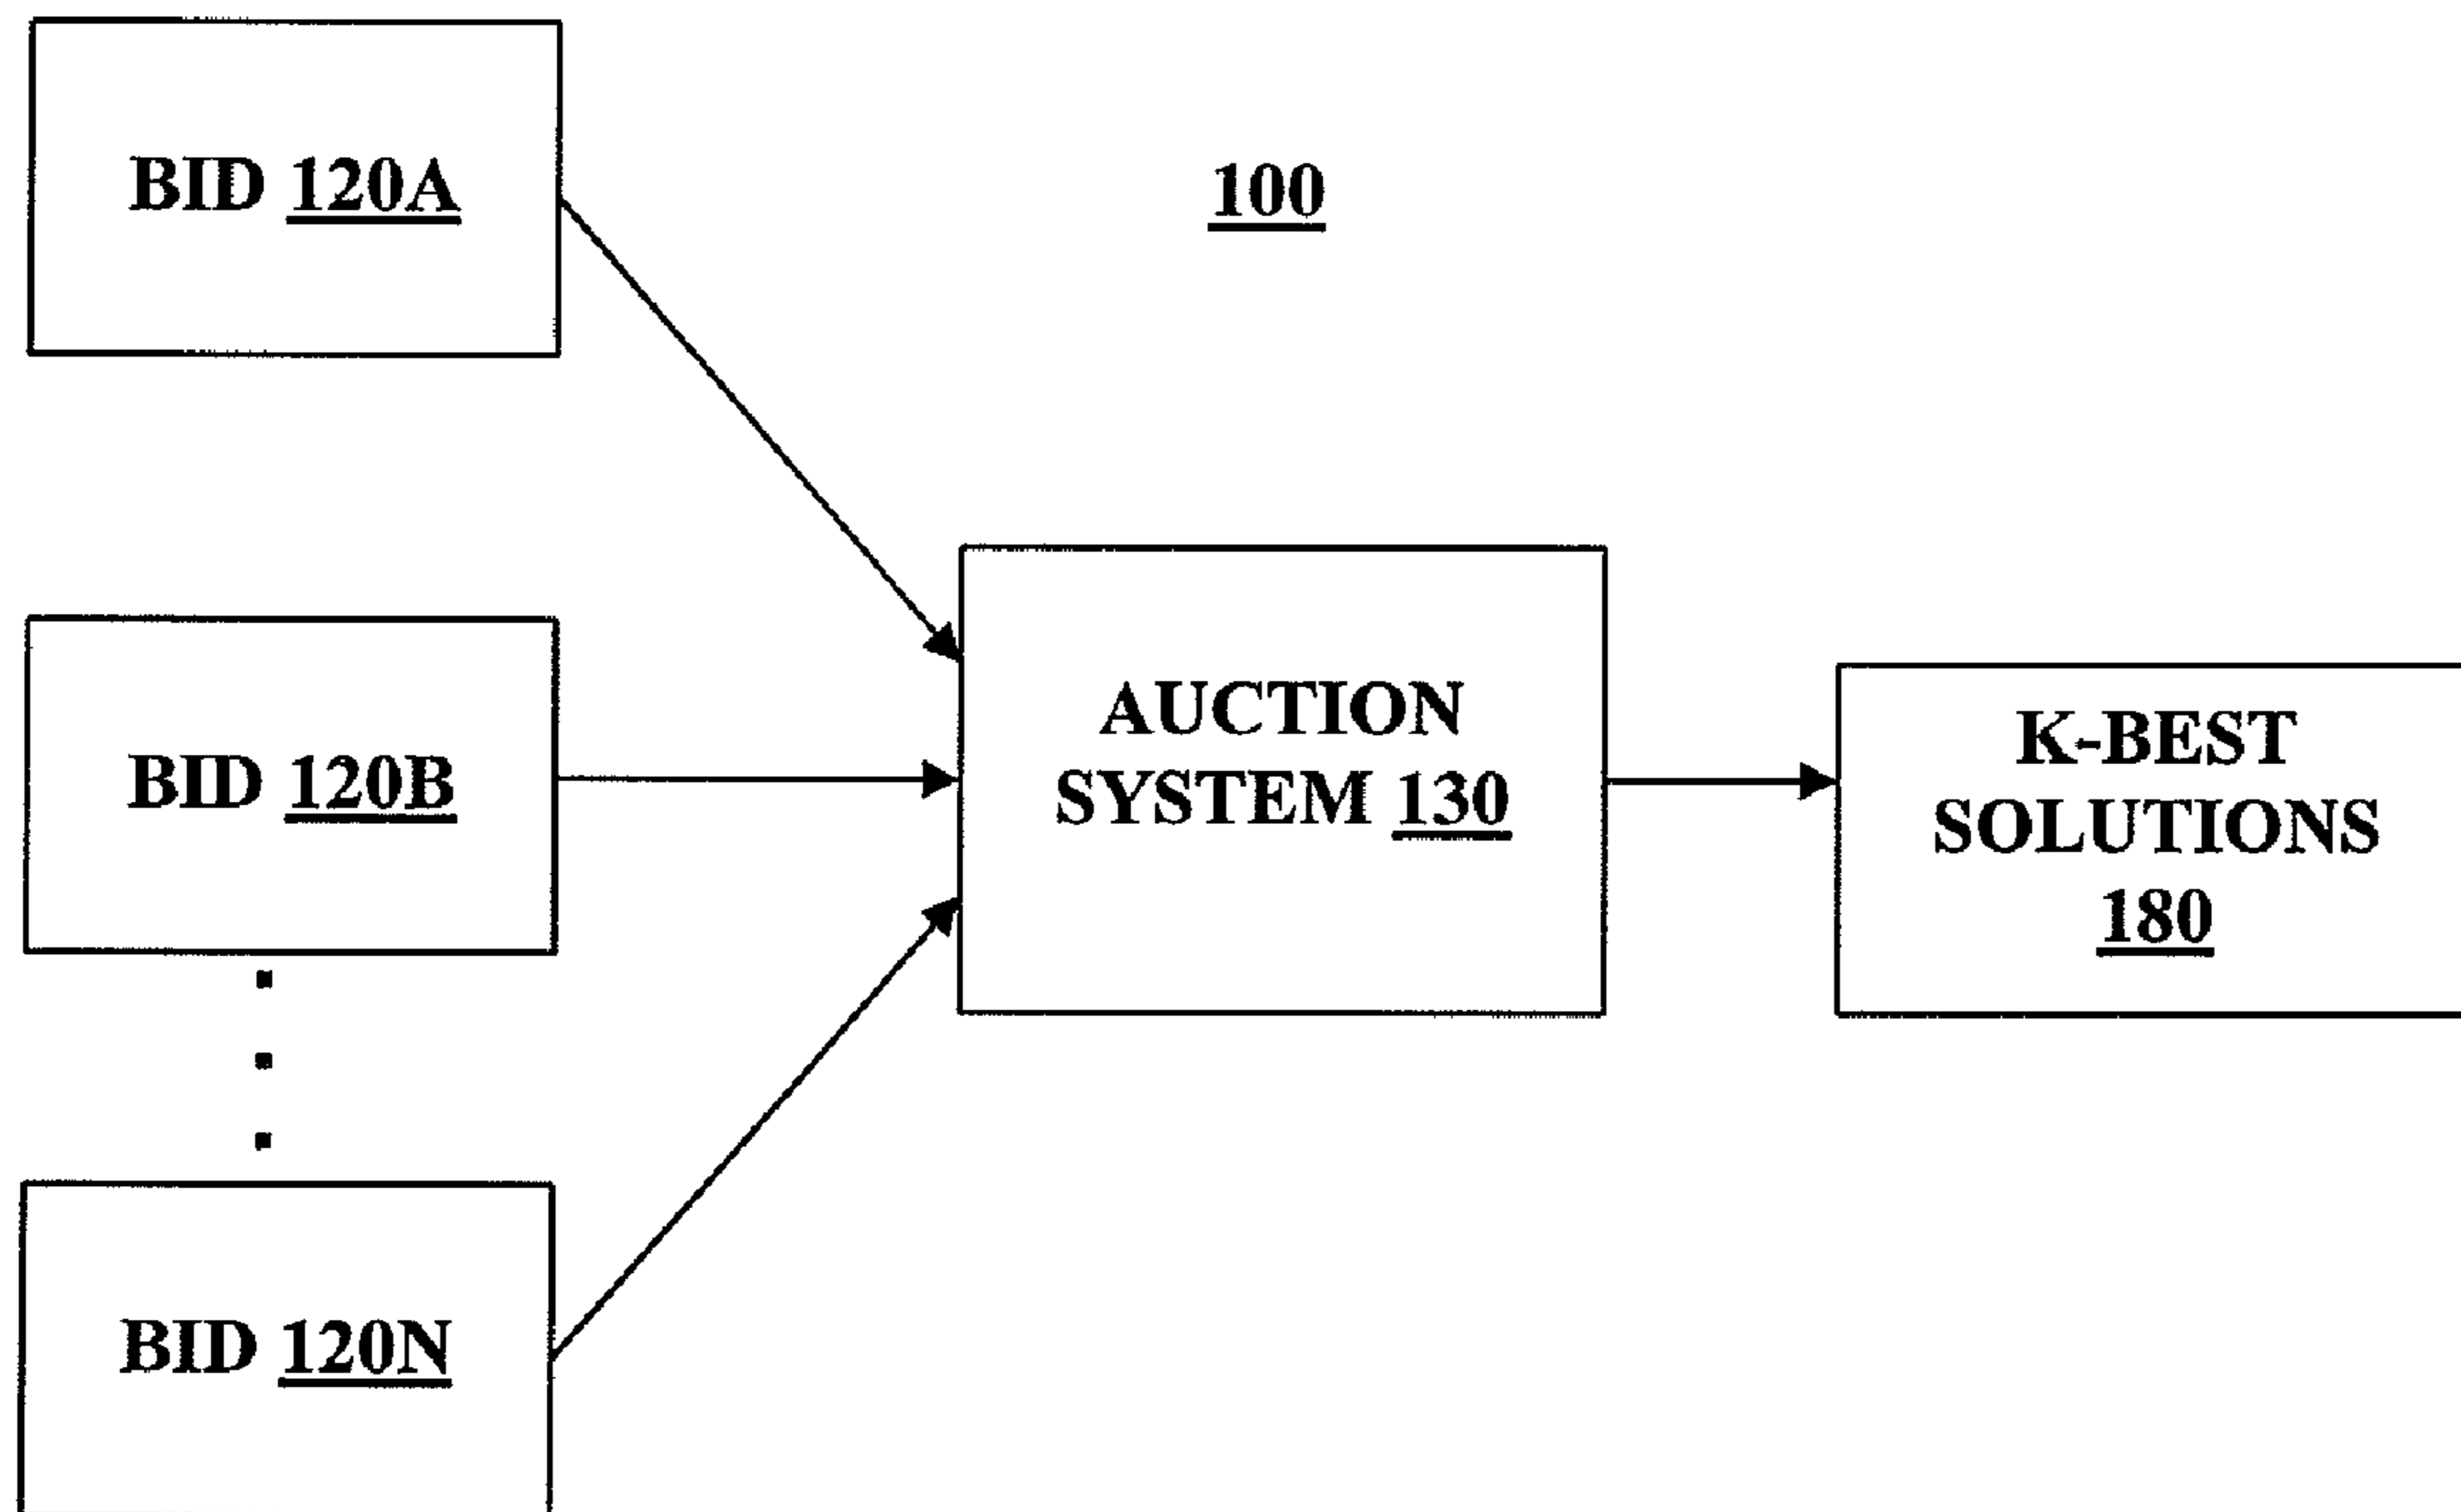 BID 120A
100
BID 120B
AUCTION
SYSTEM 130
K-BEST
SOLUTIONS
180
BID 120N